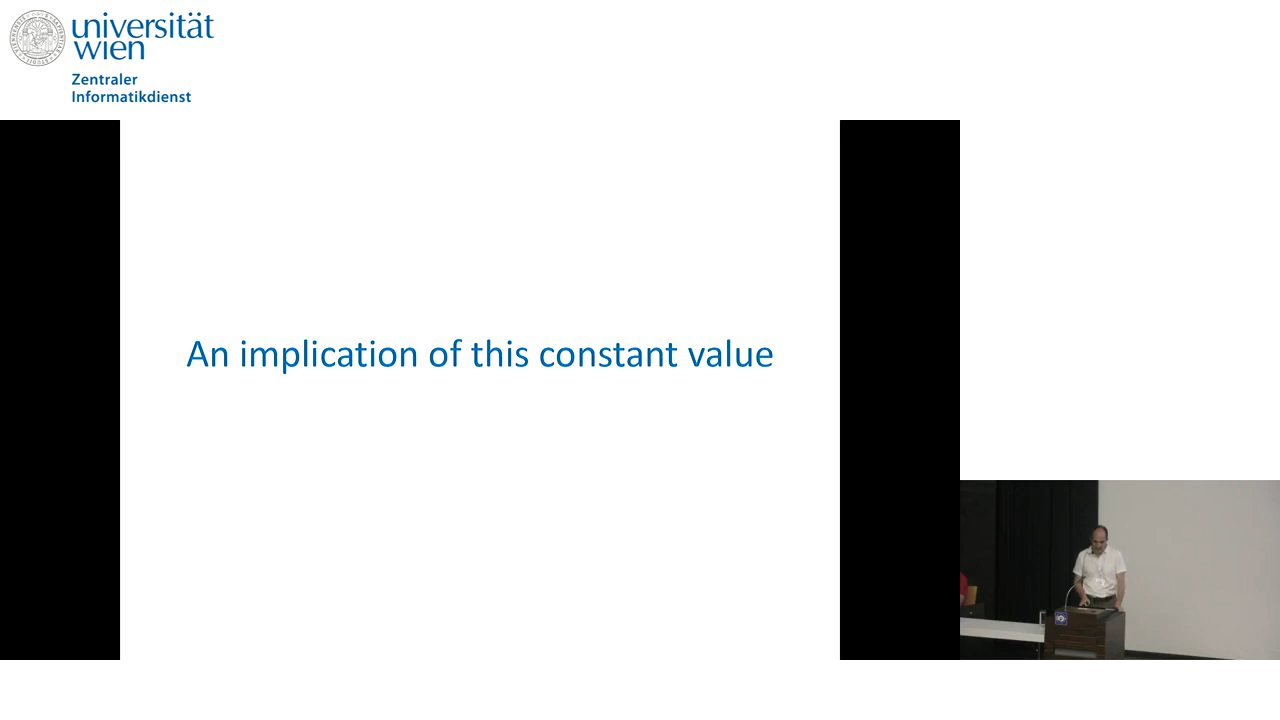 universität
wien
Zentraler
Informatikdienst
An implication of this constant value